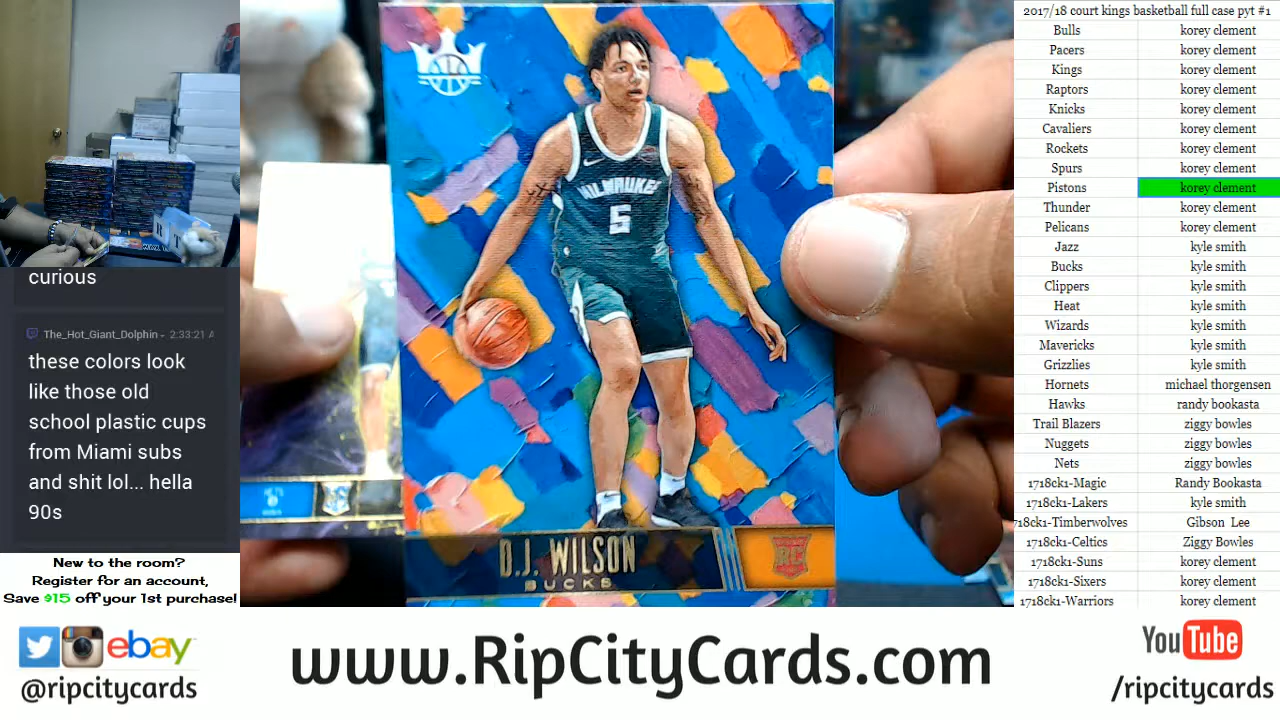 curious
The_Hot_Giant_Dolphin - 2:33:21 A
these colors look
like those old
school plastic cups
from Miami subs
and shit lol... hella
90s
New to the room?
Register for an account,
Save $15 off your 1st purchase!
MILWAUKEE
5
D.J. WILSON
BUCKS
RC
R
T
2017/18 court kings basketball full case pyt #1
Bulls korey clement
Pacers korey clement
Kings korey clement
Raptors korey clement
Knicks korey clement
Cavaliers korey clement
Rockets korey clement
Spurs korey clement
Pistons korey clement
Thunder korey clement
Pelicans korey clement
Jazz kyle smith
Bucks kyle smith
Clippers kyle smith
Heat kyle smith
Wizards kyle smith
Mavericks kyle smith
Grizzlies kyle smith
Hornets michael thorgensen
Hawks randy bookasta
Trail Blazers ziggy bowles
Nuggets ziggy bowles
Nets ziggy bowles
1718ck1-Magic Randy Bookasta
1718ck1-Lakers kyle smith
718ck1-Timberwolves Gibson Lee
1718ck1-Celtics Ziggy Bowles
1718ck1-Suns korey clement
1718ck1-Sixers korey clement
1718ck1-Warriors korey clement
ebay
@ripcitycards
www.RipCityCards.com
YouTube
/ripcitycards